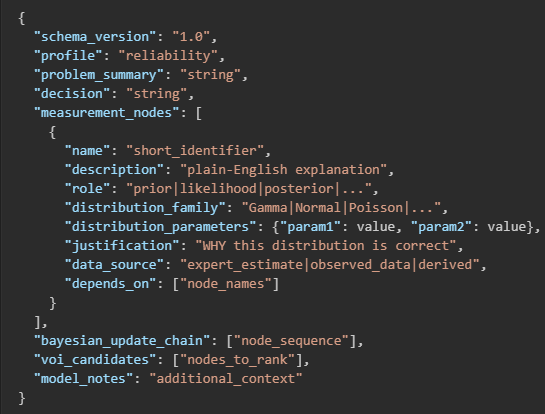 {
  "schema_version": "1.0",
  "profile": "reliability",
  "problem_summary": "string",
  "decision": "string",
  "measurement_nodes": [
    {
      "name": "short_identifier",
      "description": "plain-English explanation",
      "role": "prior|likelihood|posterior|...",
      "distribution_family": "Gamma|Normal|Poisson|...",
      "distribution_parameters": {"param1": value, "param2": value},
      "justification": "WHY this distribution is correct",
      "data_source": "expert_estimate|observed_data|derived",
      "depends_on": ["node_names"]
    }
  ],
  "bayesian_update_chain": ["node_sequence"],
  "voi_candidates": ["nodes_to_rank"],
  "model_notes": "additional_context"
}